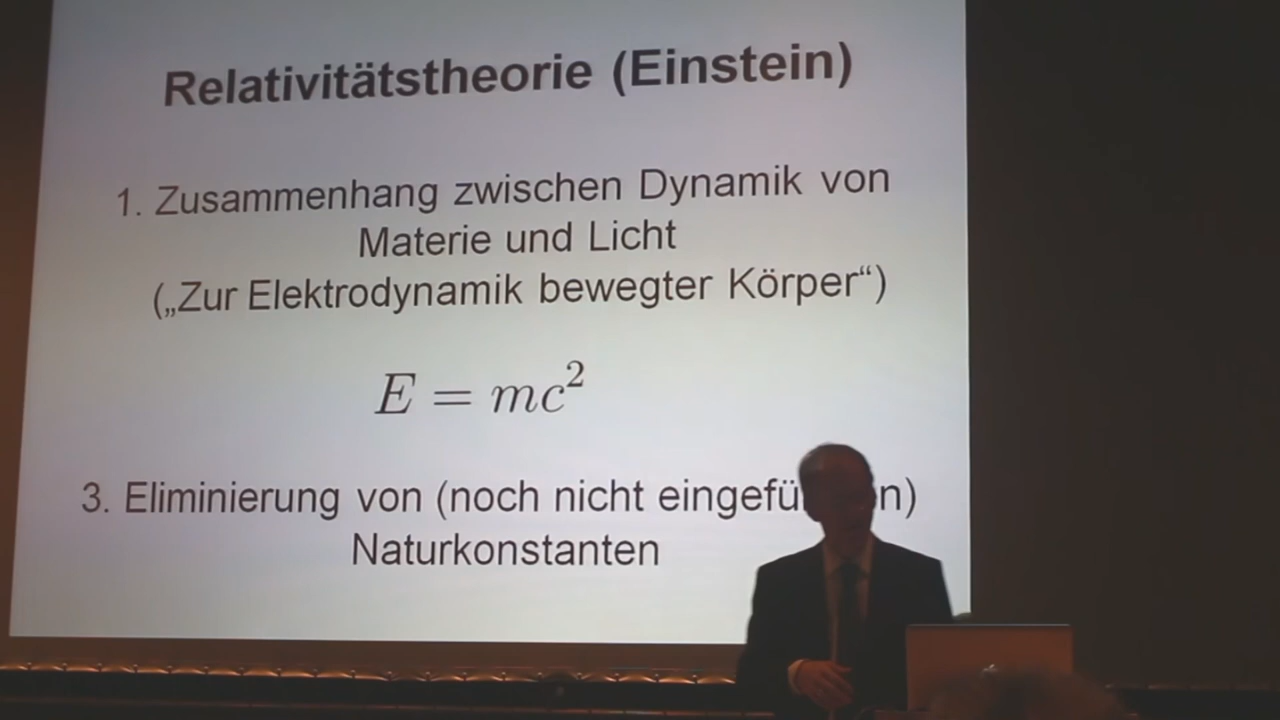 Relativitätstheorie (Einstein)
1. Zusammenhang zwischen Dynamik von
Materie und Licht
(„Zur Elektrodynamik bewegter Körper“)
E = mc²
3. Eliminierung von (noch nicht
Naturkonstanten